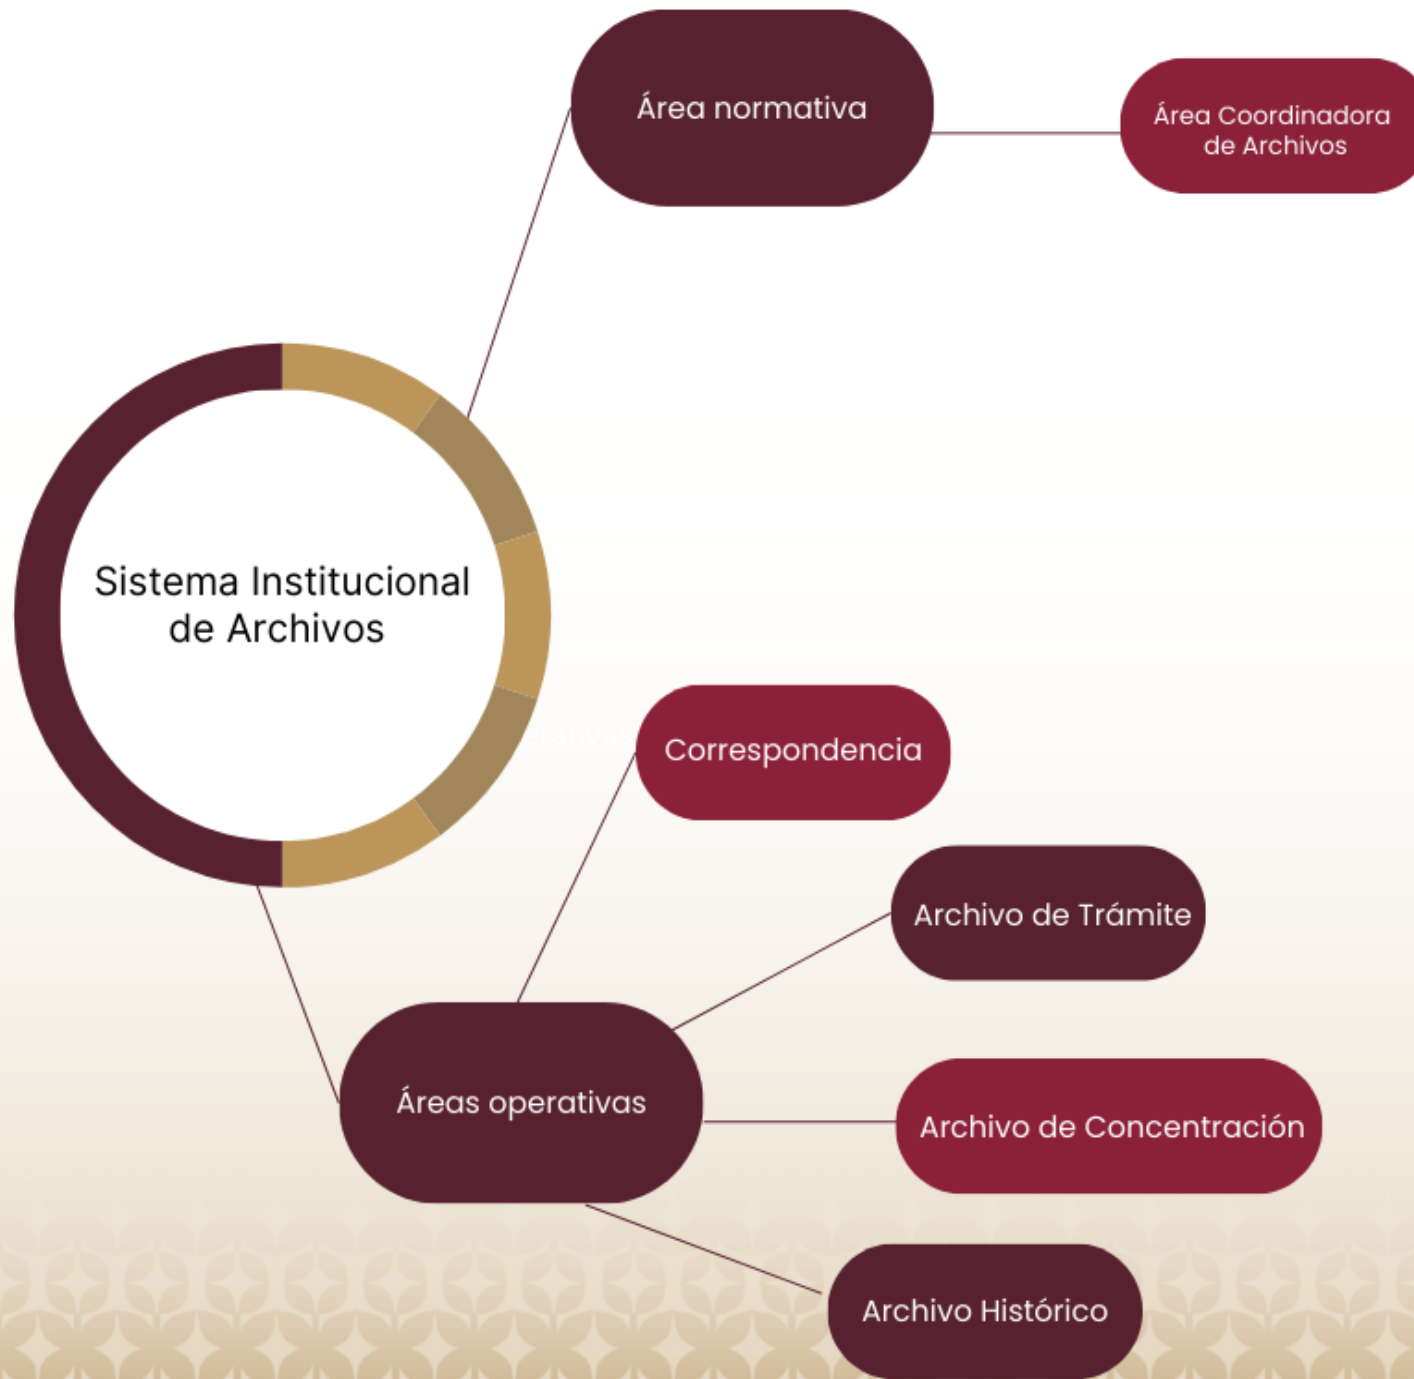 Área normativa
Área Coordinadora
de Archivos
Sistema Institucional
de Archivos
Correspondencia
Archivo de Trámite
Áreas operativas
Archivo de Concentración
Archivo Histórico